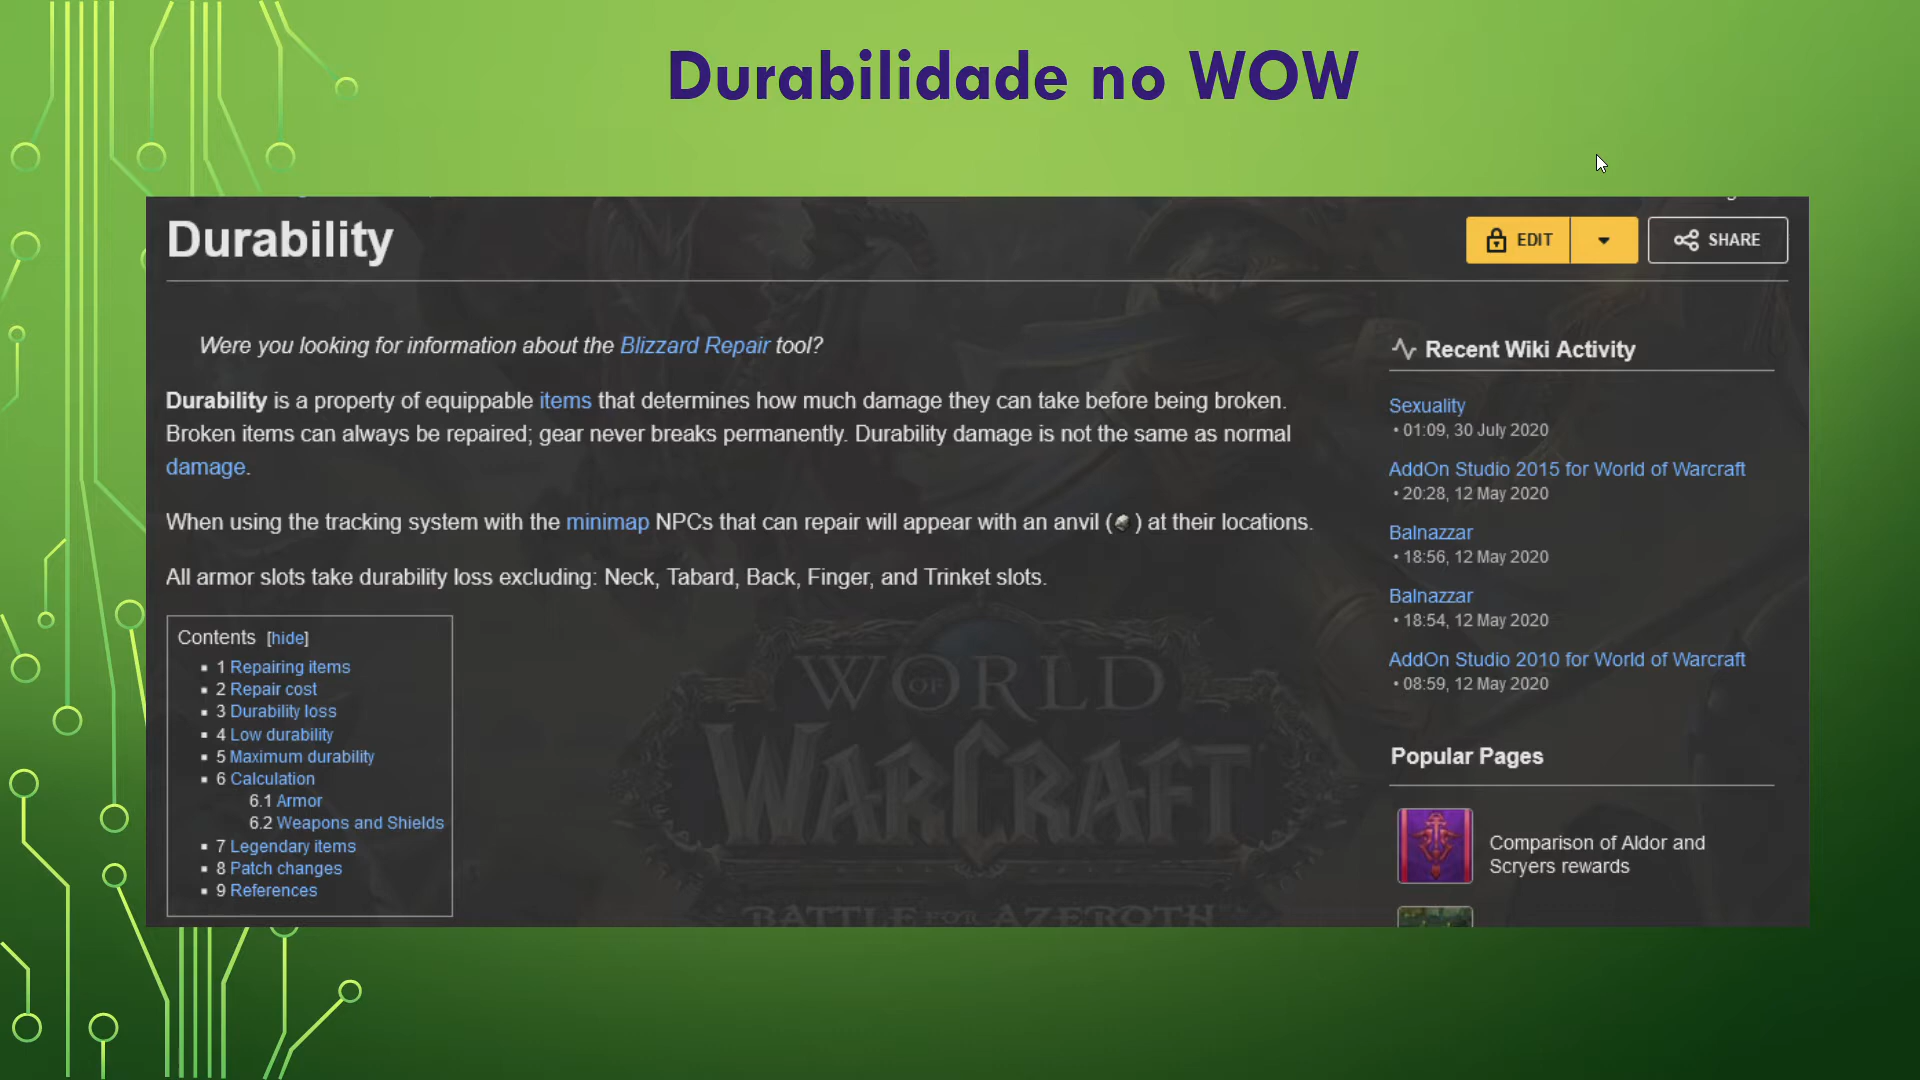 Durabilidade no WOW
Durability
EDIT
SHARE
Were you looking for information about the Blizzard Repair tool?
Durability is a property of equippable items that determines how much damage they can take before being broken.
Broken items can always be repaired; gear never breaks permanently. Durability damage is not the same as normal
damage.
When using the tracking system with the minimap NPCs that can repair will appear with an anvil ( ) at their locations.
All armor slots take durability loss excluding: Neck, Tabard, Back, Finger, and Trinket slots.
Contents [hide]
1 Repairing items
2 Repair cost
3 Durability loss
4 Low durability
5 Maximum durability
6 Calculation
6.1 Armor
6.2 Weapons and Shields
7 Legendary items
8 Patch changes
9 References
WORLD
OF
WARCRAFT
BATTLE FOR AZEROTH
Recent Wiki Activity
Sexuality
• 01:09, 30 July 2020
AddOn Studio 2015 for World of Warcraft
• 20:28, 12 May 2020
Balnazzar
• 18:56, 12 May 2020
Balnazzar
• 18:54, 12 May 2020
AddOn Studio 2010 for World of Warcraft
• 08:59, 12 May 2020
Popular Pages
Comparison of Aldor and
Scryers rewards